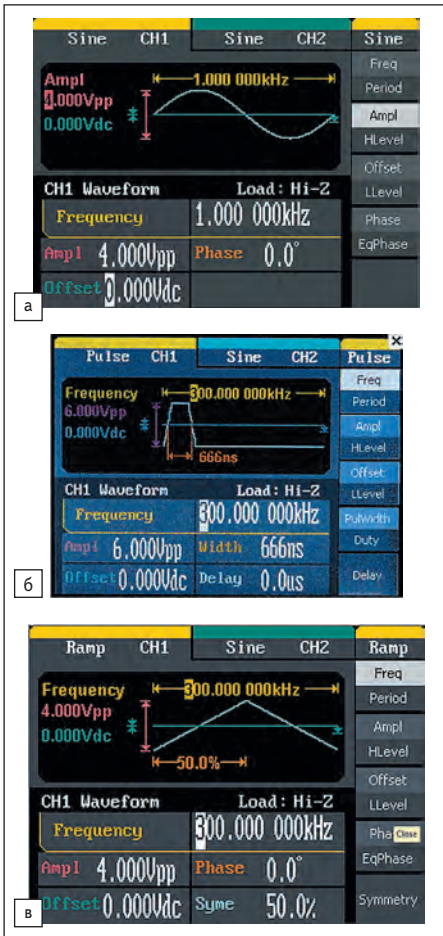 Sine CH1 Sine CH2 Sine
Freq
Period
Ampl
HLevel
Offset
LLevel
Phase
EqPhase
Ampl
4.000Vpp
0.000Vdc
1.000 000kHz
CH1 Waveform Load: Hi-Z
Frequency 1.000 000kHz
Ampl 4.000Vpp Phase 0.0°
Offset 0.000Vdc
а
Pulse CH1 Sine CH2 Pulse
Freq
Period
Ampl
HLevel
Offset
LLevel
PulWidth
Duty
Delay
Frequency
6.000Vpp
0.000Vdc
300.000 000kHz
666ns
CH1 Waveform Load: Hi-Z
Frequency 300.000 000kHz
Ampl 6.000Vpp Width 666ns
Offset 0.000Vdc Delay 0.0us
б
Ramp CH1 Sine CH2 Ramp
Freq
Period
Ampl
HLevel
Offset
LLevel
Pha Close
EqPhase
Symmetry
Frequency
4.000Vpp
0.000Vdc
300.000 000kHz
50.0%
CH1 Waveform Load: Hi-Z
Frequency 300.000 000kHz
Ampl 4.000Vpp Phase 0.0°
Offset 0.000Vdc Syme 50.0%
в